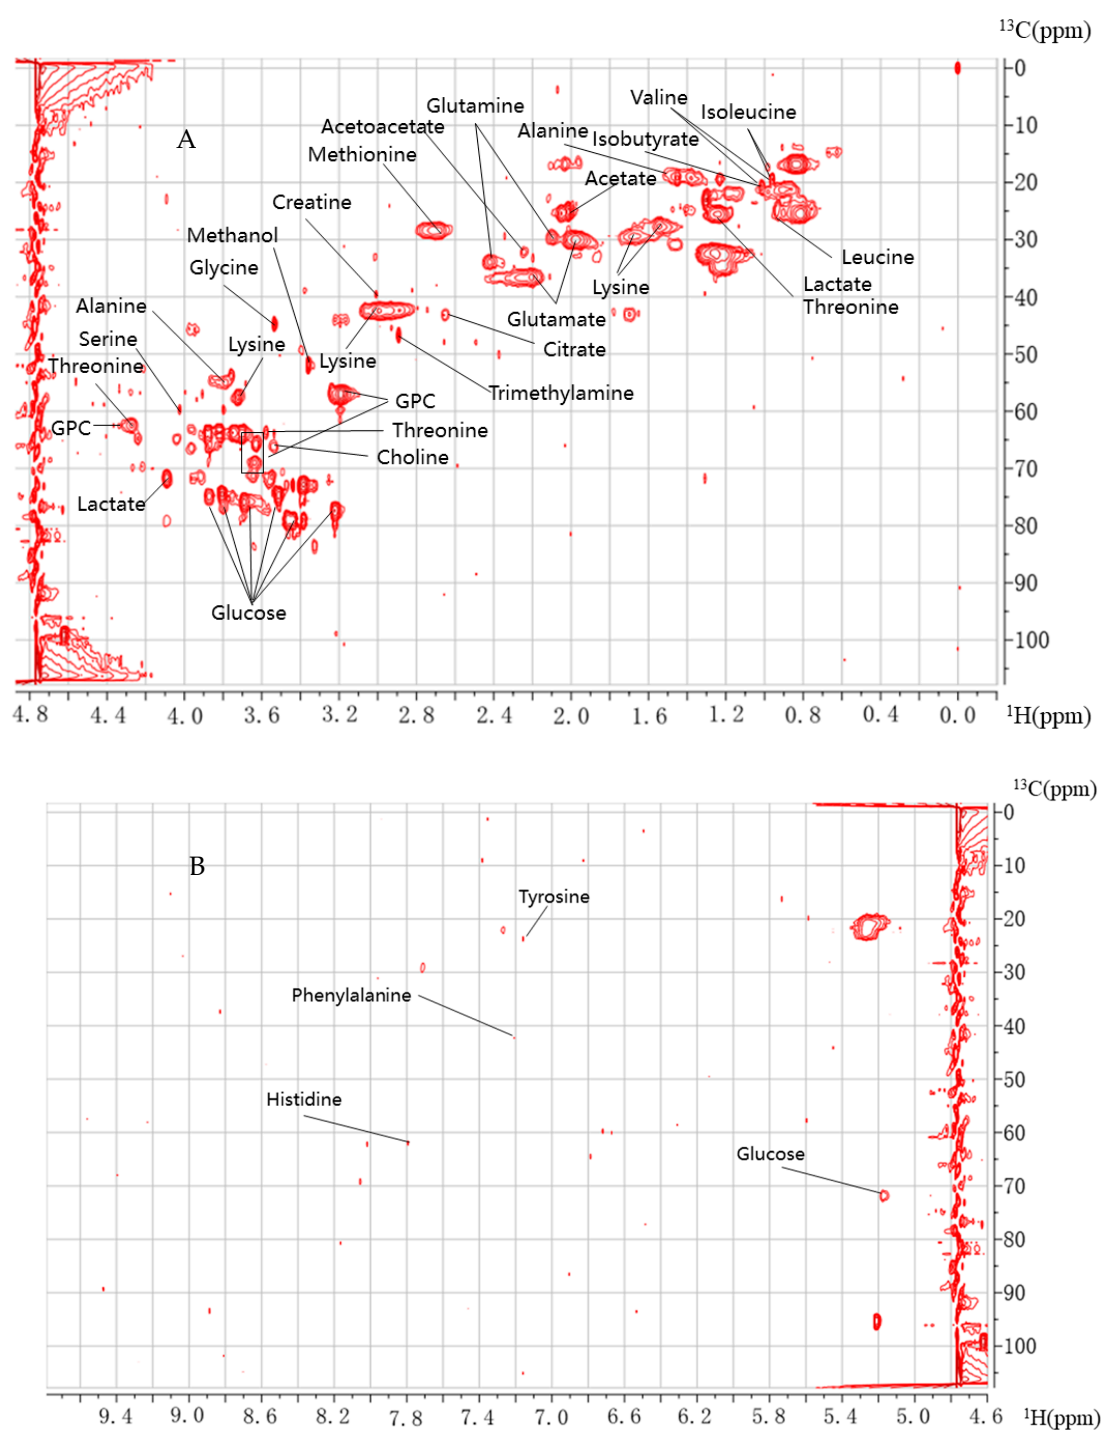 ¹³C(ppm)
0
10
Valine
Glutamine
Isoleucine
Acetoacetate
Alanine
Isobutyrate
A
Methionine
20
Acetate
Creatine
Methanol
30
Leucine
Glycine
Lysine
Lactate
Threonine
40
Alanine
Glutamate
Serine
Lysine
Lysine
Citrate
50
Threonine
Trimethylamine
GPC
60
GPC
Threonine
Choline
70
Lactate
80
90
Glucose
100
4.8 4.4 4.0 3.6 3.2 2.8 2.4 2.0 1.6 1.2 0.8 0.4 0.0 ¹H(ppm)
¹³C(ppm)
0
B
10
Tyrosine
20
30
Phenylalanine
40
50
Histidine
60
Glucose
70
80
90
100
9.4 9.0 8.6 8.2 7.8 7.4 7.0 6.6 6.2 5.8 5.4 5.0 4.6 ¹H(ppm)